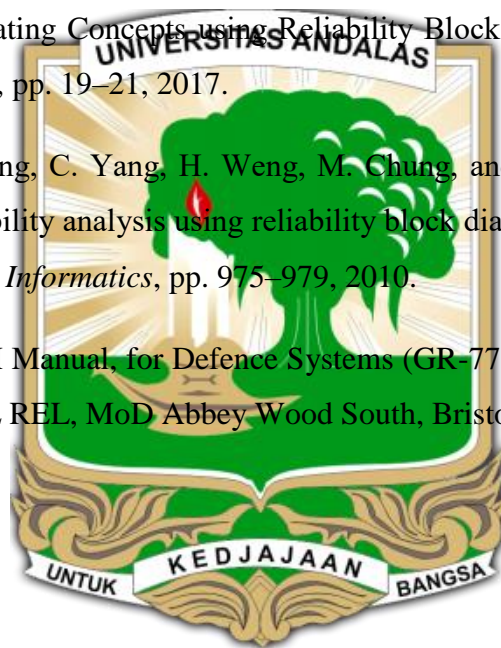 ating Concepts using Reliability Block
UNIVERSITAS ANDALAS
, pp. 19–21, 2017.
ng, C. Yang, H. Weng, M. Chung, an
bility analysis using reliability block dia
Informatics, pp. 975–979, 2010.
Manual, for Defence Systems (GR-77
REL, MoD Abbey Wood South, Bristo
UNTUK KEDJAJAAN BANGSA